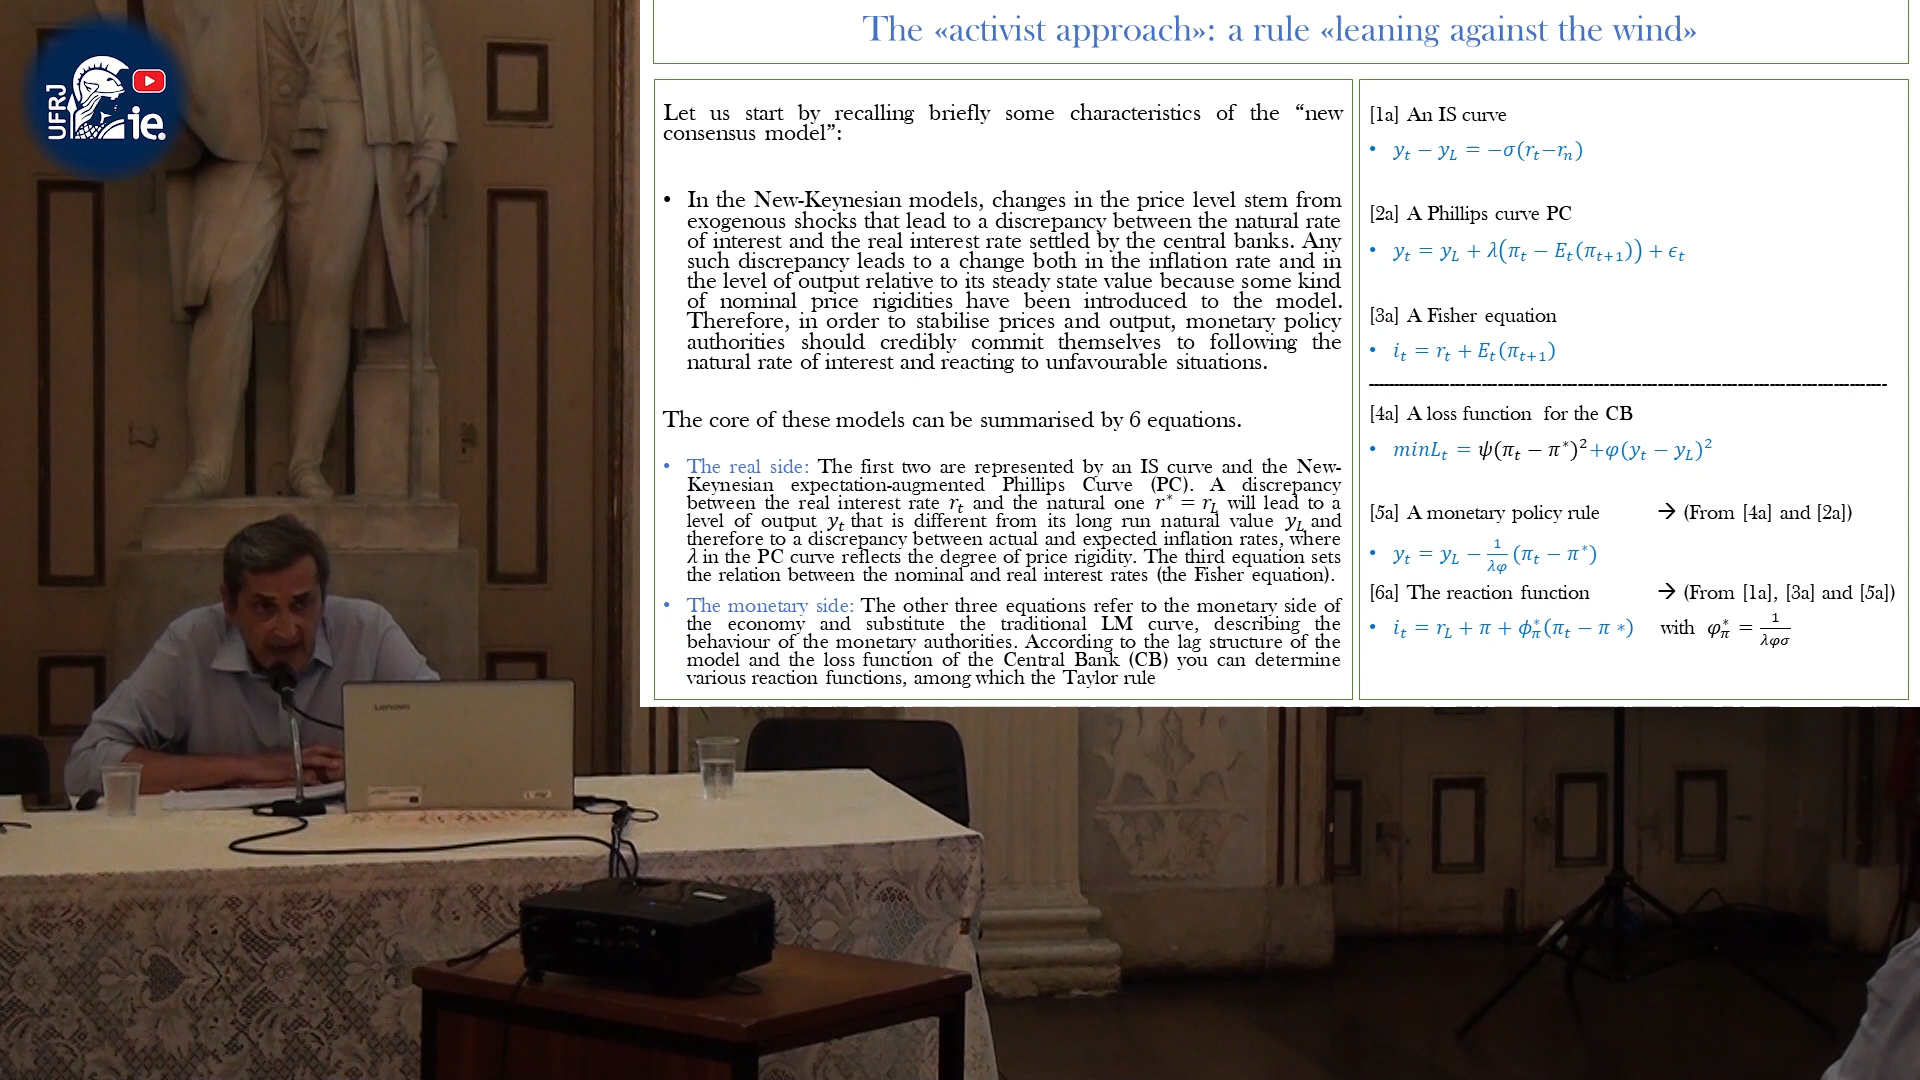 The «activist approach»: a rule «leaning against the wind»
UFRJ
ie.
Let us start by recalling briefly some characteristics of the “new
consensus model”:
• In the New-Keynesian models, changes in the price level stem from
exogenous shocks that lead to a discrepancy between the natural rate
of interest and the real interest rate settled by the central banks. Any
such discrepancy leads to a change both in the inflation rate and in
the level of output relative to its steady state value because some kind
of nominal price rigidities have been introduced to the model.
Therefore, in order to stabilise prices and output, monetary policy
authorities should credibly commit themselves to following the
natural rate of interest and reacting to unfavourable situations.
The core of these models can be summarised by 6 equations.
• The real side: The first two are represented by an IS curve and the New-
Keynesian expectation-augmented Phillips Curve (PC). A discrepancy
between the real interest rate r_t and the natural one r* = r_L will lead to a
level of output y_t that is different from its long run natural value y_L and
therefore to a discrepancy between actual and expected inflation rates, where
λ in the PC curve reflects the degree of price rigidity. The third equation sets
the relation between the nominal and real interest rates (the Fisher equation).
• The monetary side: The other three equations refer to the monetary side of
the economy and substitute the traditional LM curve, describing the
behaviour of the monetary authorities. According to the lag structure of the
model and the loss function of the Central Bank (CB) you can determine
various reaction functions, among which the Taylor rule
[1a] An IS curve
• y_t − y_L = −σ(r_t−r_n)
[2a] A Phillips curve PC
• y_t = y_L + λ(π_t − E_t(π_{t+1})) + ϵ_t
[3a] A Fisher equation
• i_t = r_t + E_t(π_{t+1})
[4a] A loss function for the CB
• minL_t = ψ(π_t − π*)²+φ(y_t − y_L)²
[5a] A monetary policy rule → (From [4a] and [2a])
• y_t = y_L − 1/λφ (π_t − π*)
[6a] The reaction function → (From [1a], [3a] and [5a])
• i_t = r_L + π + ϕ*_π(π_t − π *) with φ*_π = 1/λφσ
Lenovo